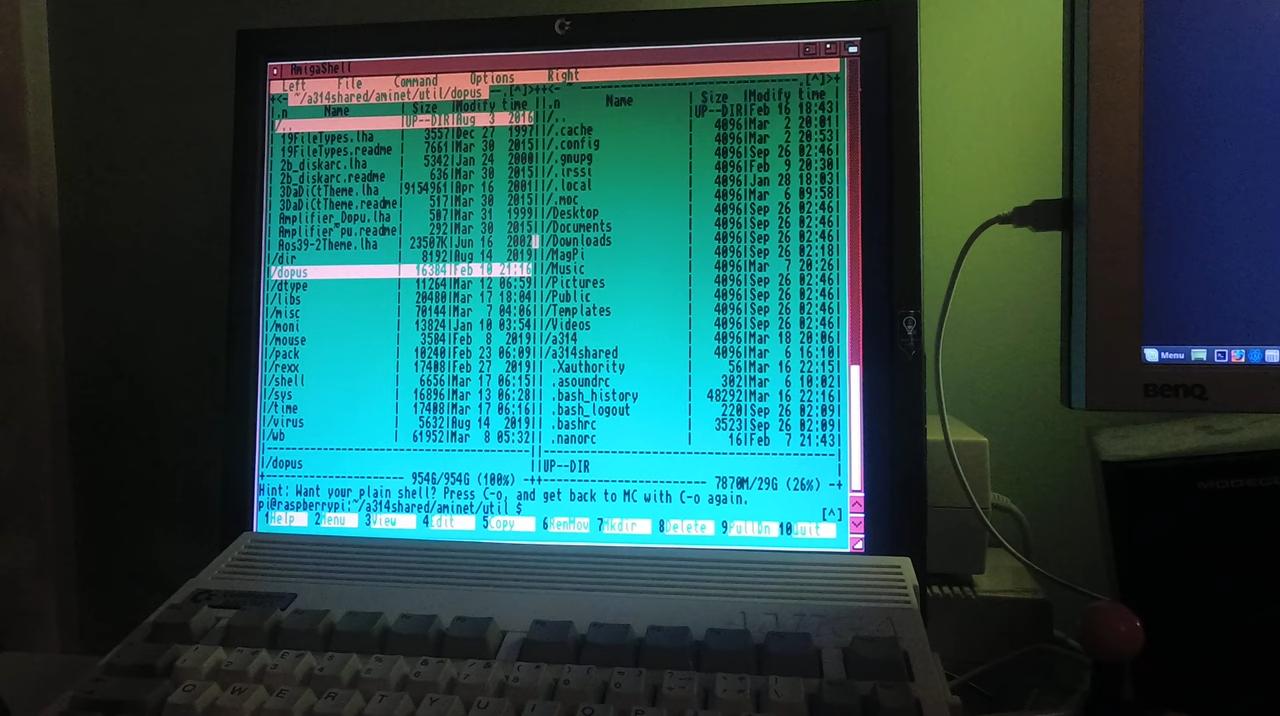 AmigaShell
Left File Command Options Right
~/a314shared/aminet/util/dopus
.n Name Size Modify time .n Name Size Modify time
/.. UP--DIR Aug 3 2016 /.. UP--DIR Feb 16 18:43
19FileTypes.lha 3557 Dec 27 1997 /.cache 4096 Mar 2 20:01
19FileTypes.readme 7661 Mar 30 2015 /.config 4096 Mar 2 20:53
2b_diskarc.lha 5342 Jan 24 2000 /.gnupg 4096 Sep 26 02:46
2b_diskarc.readme 636 Mar 30 2015 /.irssi 4096 Feb 9 20:30
3DaDiCtTheme.lha 9154961 Apr 16 2001 /.local 4096 Jan 28 18:03
3DaDiCtTheme.readme 517 Mar 30 2015 /.moc 4096 Mar 6 09:58
Amplifier_Dopu.lha 507 Mar 31 1999 /Desktop 4096 Sep 26 02:46
Amplifier~pu.readme 292 Mar 30 2015 /Documents 4096 Sep 26 02:46
Aos39-2Theme.lha 23507K Jun 16 2002 /Downloads 4096 Sep 26 02:46
/dir 8192 Aug 14 2019 /MagPi 4096 Sep 26 02:46
/dopus 16384 Feb 10 21:16 /Music 4096 Mar 7 20:26
/dtype 11264 Mar 12 06:59 /Pictures 4096 Sep 26 02:46
/libs 20480 Mar 17 18:04 /Public 4096 Sep 26 02:46
/misc 70144 Mar 7 04:06 /Templates 4096 Sep 26 02:46
/moni 13824 Jan 10 03:54 /Videos 4096 Sep 26 02:46
/mouse 3584 Feb 8 2019 /a314 4096 Mar 18 20:06
/pack 10240 Feb 23 06:09 /a314shared 4096 Mar 6 16:10
/rexx 17408 Feb 27 2019 .Xauthority 56 Mar 16 22:15
/shell 6656 Mar 17 06:15 .asoundrc 302 Mar 6 10:02
/sys 16896 Mar 13 06:28 .bash_history 48292 Mar 16 22:16
/time 17408 Mar 17 06:16 .bash_logout 220 Sep 26 02:09
/virus 5632 Aug 14 2019 .bashrc 3523 Sep 26 02:09
/wb 61952 Mar 8 05:32 .nanorc 16 Feb 7 21:43
/dopus UP--DIR
954G/954G (100%) 7870M/29G (26%)
Hint: Want your plain shell? Press C-o, and get back to MC with C-o again.
pi@raspberrypi:~/a314shared/aminet/util $ [^]
1Help 2Menu 3View 4Edit 5Copy 6RenMov 7Mkdir 8Delete 9PullDn 10Quit
Menu
BenQ
Q W E R T Y U I O P